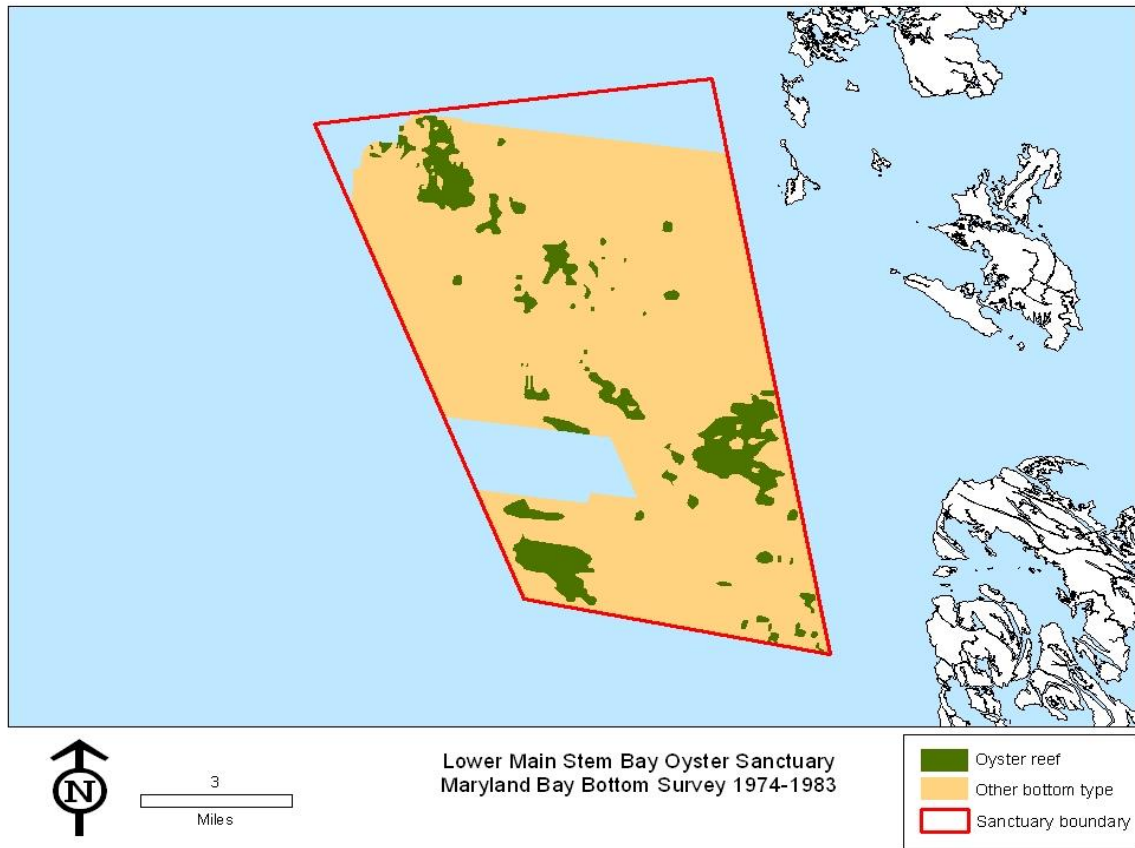 N
3
Miles
Lower Main Stem Bay Oyster Sanctuary
Maryland Bay Bottom Survey 1974-1983
Oyster reef
Other bottom type
Sanctuary boundary